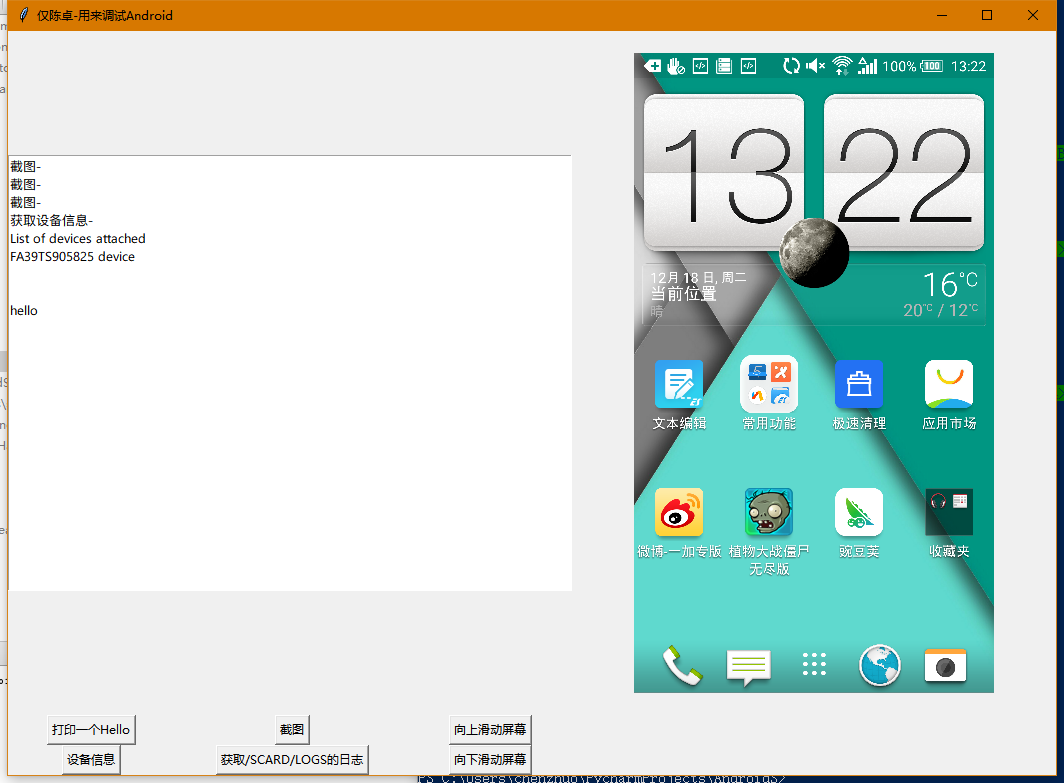 仅陈卓-用来调试Android
截图-
截图-
截图-
获取设备信息-
List of devices attached
FA39TS905825 device
hello
打印一个Hello
截图
向上滑动屏幕
设备信息
获取/SCARD/LOGS的日志
向下滑动屏幕
100%
100
13:22
13
22
12月 18 日, 周二
当前位置
晴
16°C
20°C / 12°C
文本编辑
常用功能
极速清理
应用市场
微博-一加专版
植物大战僵尸
无尽版
豌豆荚
收藏夹
PS C:\Users\chenzhuo\PycharmProjects\AndroidS>